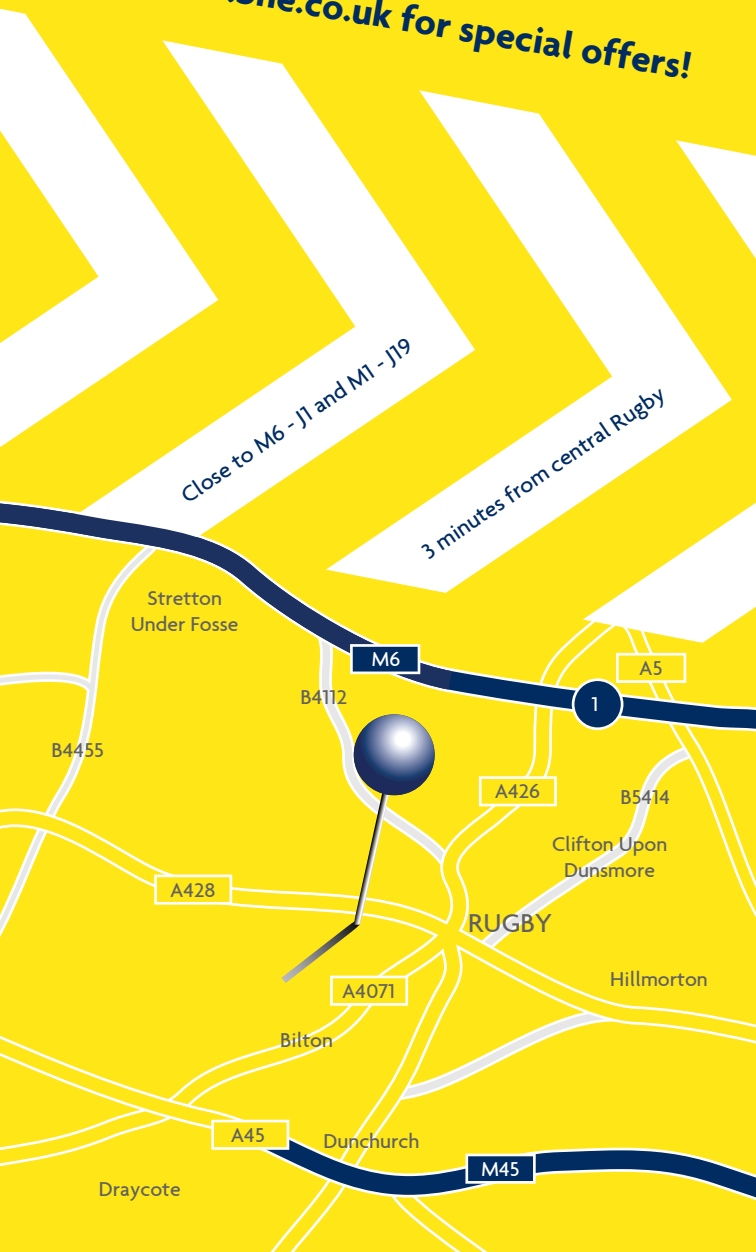 .co.uk for special offers!
Close to M6 - J1 and M1 - J19
3 minutes from central Rugby
Stretton
Under Fosse
M6
A5
1
B4112
B4455
A426
B5414
Clifton Upon
Dunsmore
A428
RUGBY
Hillmorton
A4071
Bilton
A45
Dunchurch
M45
Draycote